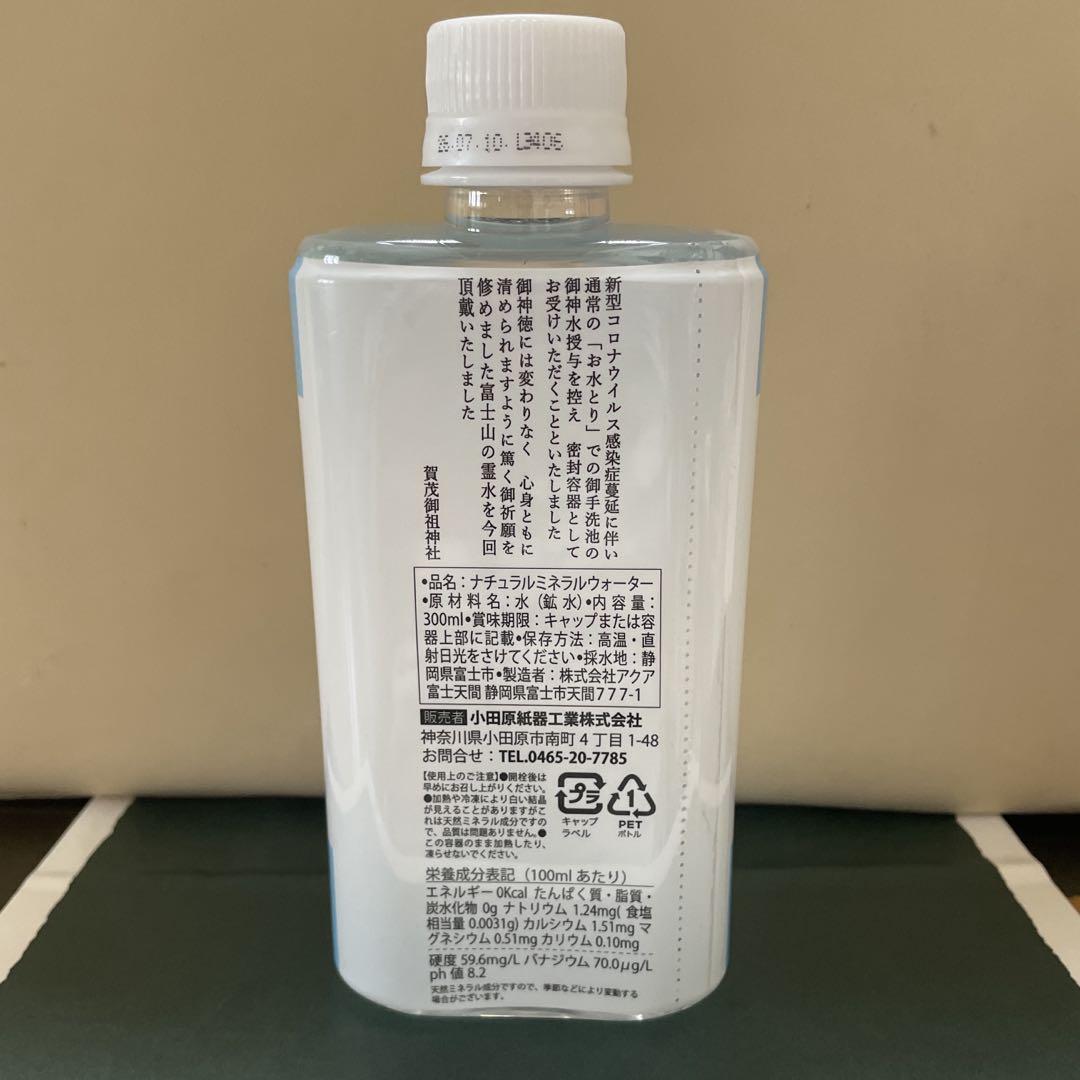 26.07.10. L3406
新型コロナウイルス感染症蔓延に伴い
通常の「お水とり」での御手洗池の
御神水授与を控え　密封容器として
お受けいただくことといたしました
御神徳には変わりなく　心身ともに
清められますように篤く御祈願を
修めました富士山の霊水を今回
頂戴いたしました
賀茂御祖神社
•品名：ナチュラルミネラルウォーター
•原材料名：水（鉱水）•内容量：
300ml•賞味期限：キャップまたは容
器上部に記載•保存方法：高温・直
射日光をさけてください•採水地：静
岡県富士市•製造者：株式会社アクア
富士天間 静岡県富士市天間777-1
販売者 小田原紙器工業株式会社
神奈川県小田原市南町4丁目1-48
お問合せ：TEL.0465-20-7785
【使用上のご注意】●開栓後は
早めにお召し上がりください。
●加熱や冷凍により白い結晶
が見えることがありますがこ
れは天然ミネラル成分ですの
で、品質は問題ありません。●
この容器のまま加熱したり、
凍らせないでください。
プラ
キャップ
ラベル
1
PET
ボトル
栄養成分表記（100mlあたり）
エネルギー0Kcal たんぱく質・脂質・
炭水化物 0g ナトリウム 1.24mg( 食塩
相当量 0.0031g) カルシウム 1.51mg マ
グネシウム 0.51mg カリウム 0.10mg
硬度 59.6mg/L バナジウム 70.0μg/L
ph 値 8.2
天然ミネラル成分ですので、季節などにより変動する
場合がございます。